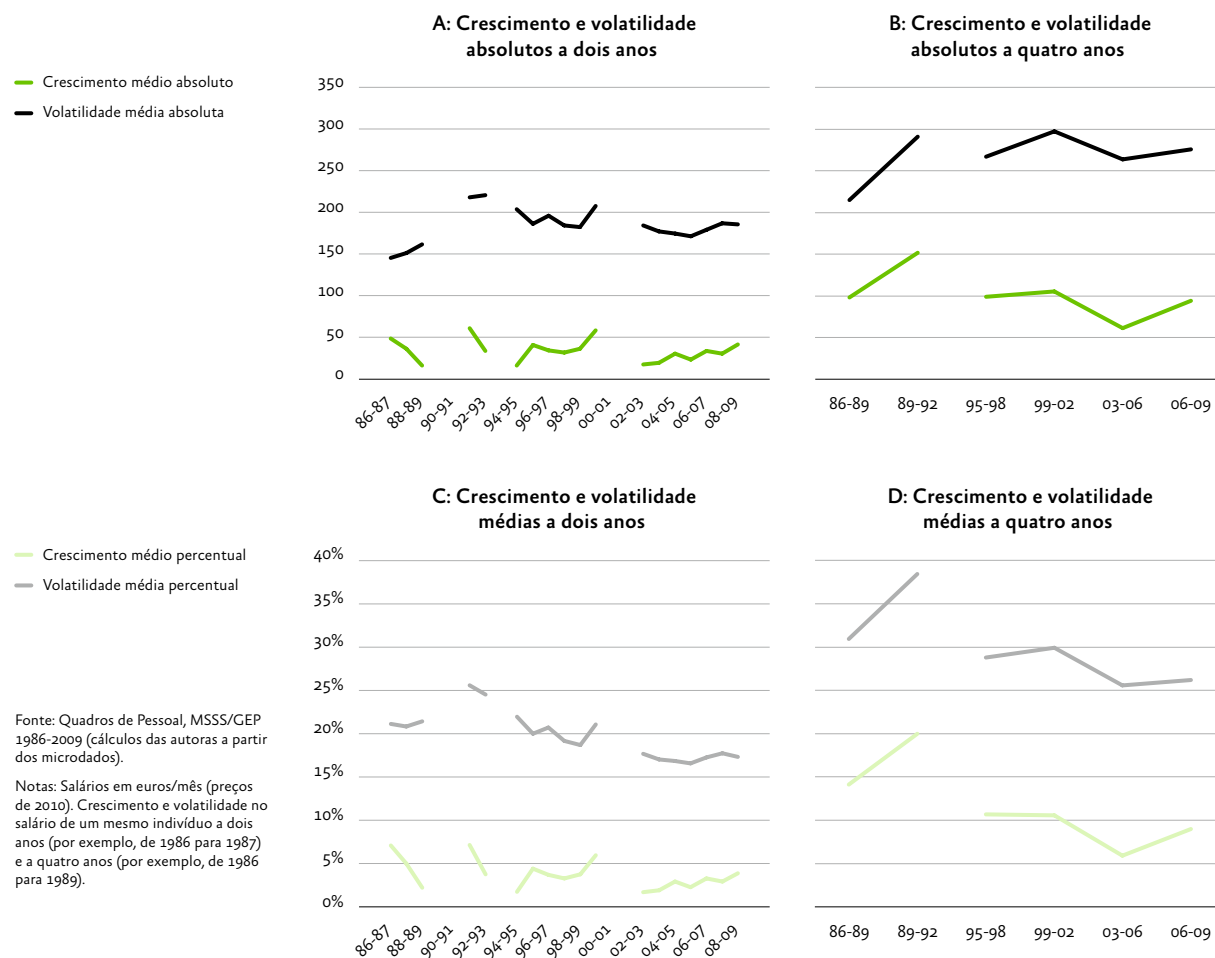 A: Crescimento e volatilidade
absolutos a dois anos
B: Crescimento e volatilidade
absolutos a quatro anos
Crescimento médio absoluto
Volatilidade média absoluta
350
300
250
200
150
100
50
0
86-87
88-89
90-91
92-93
94-95
96-97
98-99
00-01
02-03
04-05
06-07
08-09
86-89
89-92
95-98
99-02
03-06
06-09
C: Crescimento e volatilidade
médias a dois anos
D: Crescimento e volatilidade
médias a quatro anos
Crescimento médio percentual
Volatilidade média percentual
40%
35%
30%
25%
20%
15%
10%
5%
0%
86-87
88-89
90-91
92-93
94-95
96-97
98-99
00-01
02-03
04-05
06-07
08-09
86-89
89-92
95-98
99-02
03-06
06-09
Fonte: Quadros de Pessoal, MSSS/GEP
1986-2009 (cálculos das autoras a partir
dos microdados).
Notas: Salários em euros/mês (preços
de 2010). Crescimento e volatilidade no
salário de um mesmo indivíduo a dois
anos (por exemplo, de 1986 para 1987)
e a quatro anos (por exemplo, de 1986
para 1989).